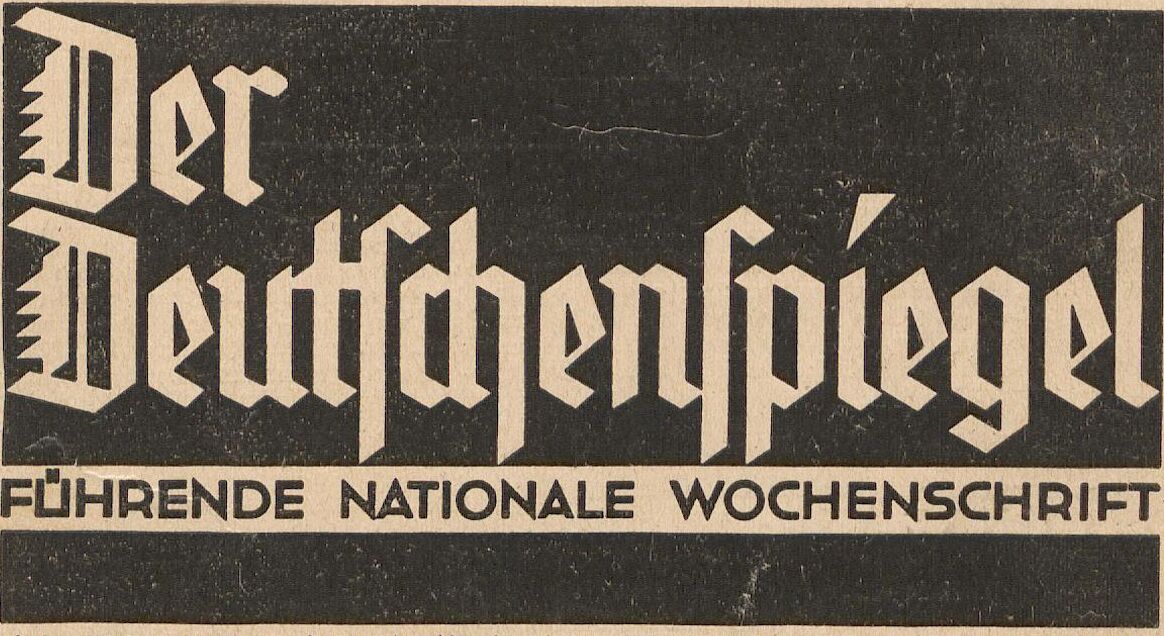 Der
Deutſchenſpiegel
FÜHRENDE NATIONALE WOCHENSCHRIFT